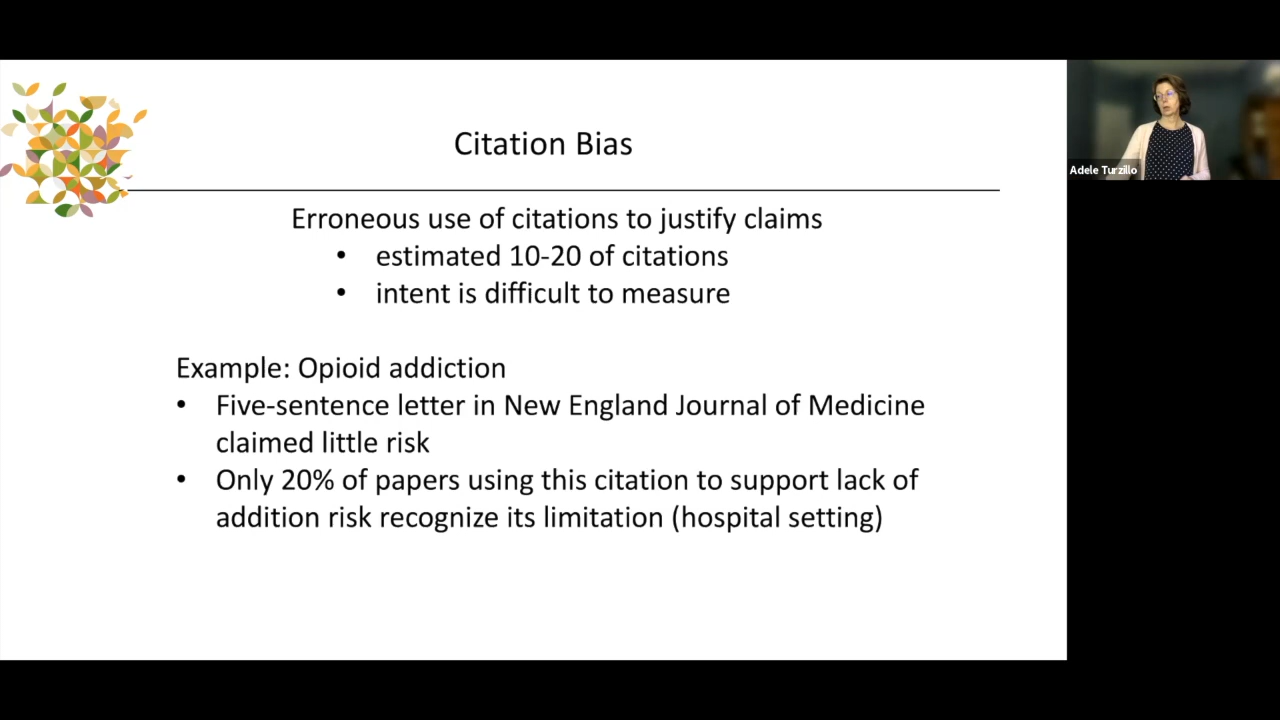 Citation Bias
Adele Turzillo
Erroneous use of citations to justify claims
• estimated 10-20 of citations
• intent is difficult to measure
Example: Opioid addiction
• Five-sentence letter in New England Journal of Medicine
claimed little risk
• Only 20% of papers using this citation to support lack of
addition risk recognize its limitation (hospital setting)